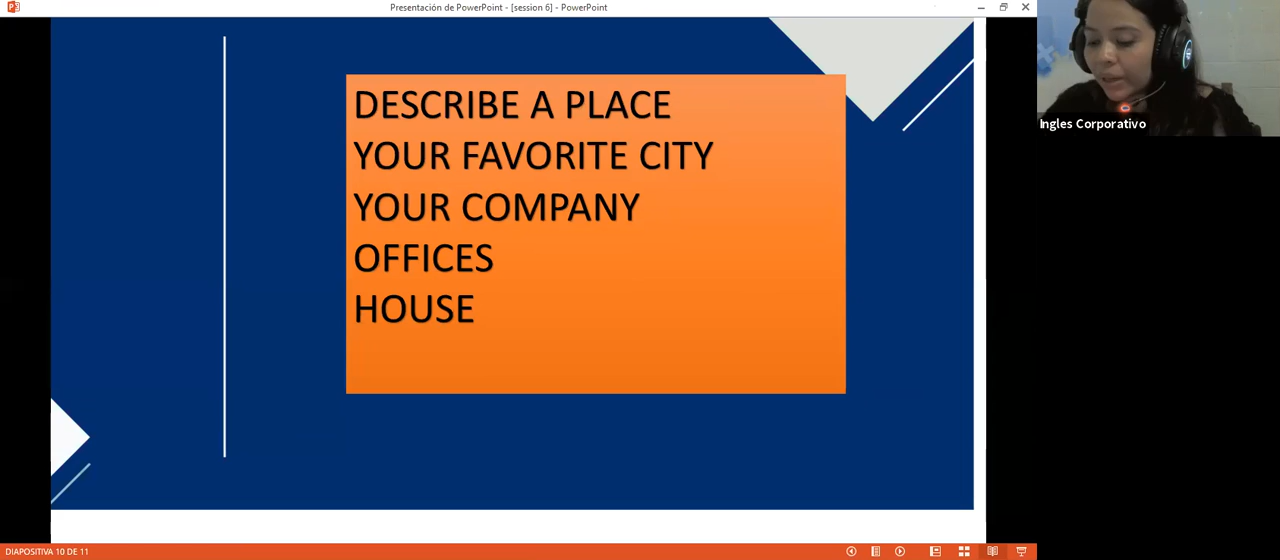 Presentación de PowerPoint - [session 6] - PowerPoint
DESCRIBE A PLACE
YOUR FAVORITE CITY
YOUR COMPANY
OFFICES
HOUSE
Ingles Corporativo
DIAPOSITIVA 10 DE 11